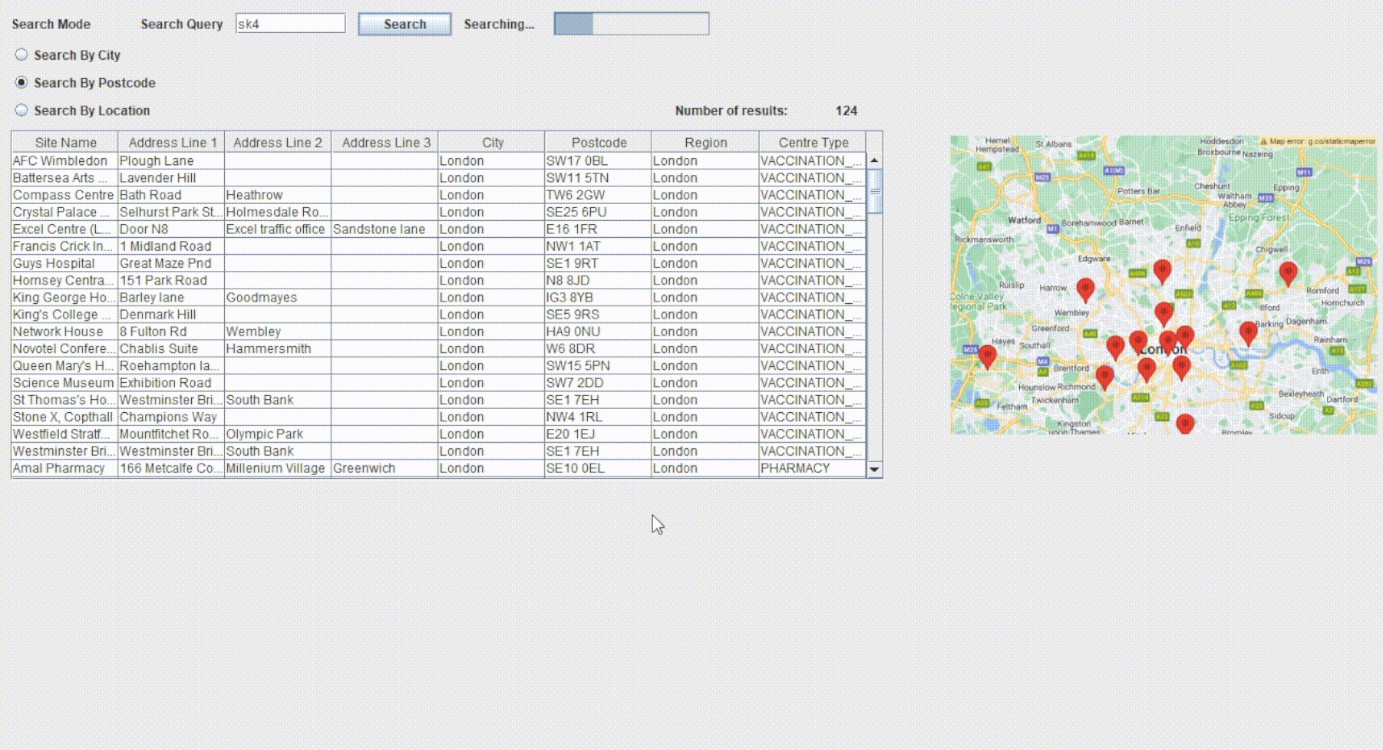 Search Mode Search Query sk4 Search Searching...
Search By City
Search By Postcode
Search By Location Number of results: 124
Site Name Address Line 1 Address Line 2 Address Line 3 City Postcode Region Centre Type
AFC Wimbledon Plough Lane London SW17 0BL London VACCINATION_...
Battersea Arts ... Lavender Hill London SW11 5TN London VACCINATION_...
Compass Centre Bath Road Heathrow London TW6 2GW London VACCINATION_...
Crystal Palace ... Selhurst Park St... Holmesdale Ro... London SE25 6PU London VACCINATION_...
Excel Centre (L... Door N8 Excel traffic office Sandstone lane London E16 1FR London VACCINATION_...
Francis Crick In... 1 Midland Road London NW1 1AT London VACCINATION_...
Guys Hospital Great Maze Pnd London SE1 9RT London VACCINATION_...
Hornsey Centra... 151 Park Road London N8 8JD London VACCINATION_...
King George Ho... Barley lane Goodmayes London IG3 8YB London VACCINATION_...
King's College ... Denmark Hill London SE5 9RS London VACCINATION_...
Network House 8 Fulton Rd Wembley London HA9 0NU London VACCINATION_...
Novotel Confere... Chablis Suite Hammersmith London W6 8DR London VACCINATION_...
Queen Mary's H... Roehampton la... London SW15 5PN London VACCINATION_...
Science Museum Exhibition Road London SW7 2DD London VACCINATION_...
St Thomas's Ho... Westminster Bri... South Bank London SE1 7EH London VACCINATION_...
Stone X, Copthall Champions Way London NW4 1RL London VACCINATION_...
Westfield Stratf... Mountfitchet Ro... Olympic Park London E20 1EJ London VACCINATION_...
Westminster Bri... Westminster Bri... South Bank London SE1 7EH London VACCINATION_...
Amal Pharmacy 166 Metcalfe Co... Millenium Village Greenwich London SE10 0EL London PHARMACY
Hemel Hempstead
St Albans
Hoddesdon
Map error: g.co/staticmaperror
Broxbourne
Nazeing
A41
A414
M25
A1(M)
M11
Potters Bar
Cheshunt
Waltham Abbey
M25
Epping
Epping Forest
Watford
M1
Borehamwood
Barnet
Enfield
Rickmansworth
A10
Chigwell
Edgware
M25
Ruislip
Harrow
Romford
Hornchurch
Colne Valley Regional Park
Wembley
Ilford
Greenford
Barking
Dagenham
Hayes
Southall
London
Rainham
M4
Brentford
Erith
Hounslow
Richmond
Twickenham
Feltham
Bexleyheath
Dartford
Sidcup
Kingston upon Thames
Bromley